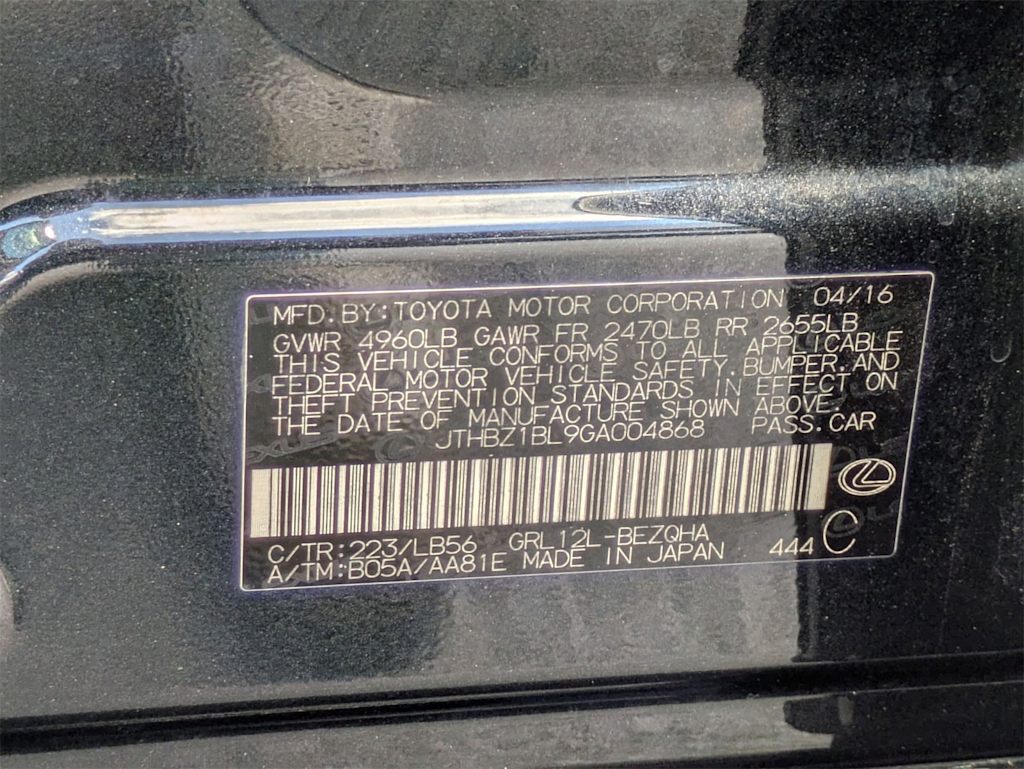 MFD.BY:TOYOTA MOTOR CORPORATION 04/16
GVWR 4960LB GAWR FR 2470LB RR 2655LB
THIS VEHICLE CONFORMS TO ALL APPLICABLE
FEDERAL MOTOR VEHICLE SAFETY.BUMPER.AND
THEFT PREVENTION STANDARDS IN EFFECT ON
THE DATE OF MANUFACTURE SHOWN ABOVE.
JTHBZ1BL9GA004868 PASS.CAR
C/TR:223/LB56 GRL12L-BEZQHA
A/TM:B05A/AA81E MADE IN JAPAN 444 C